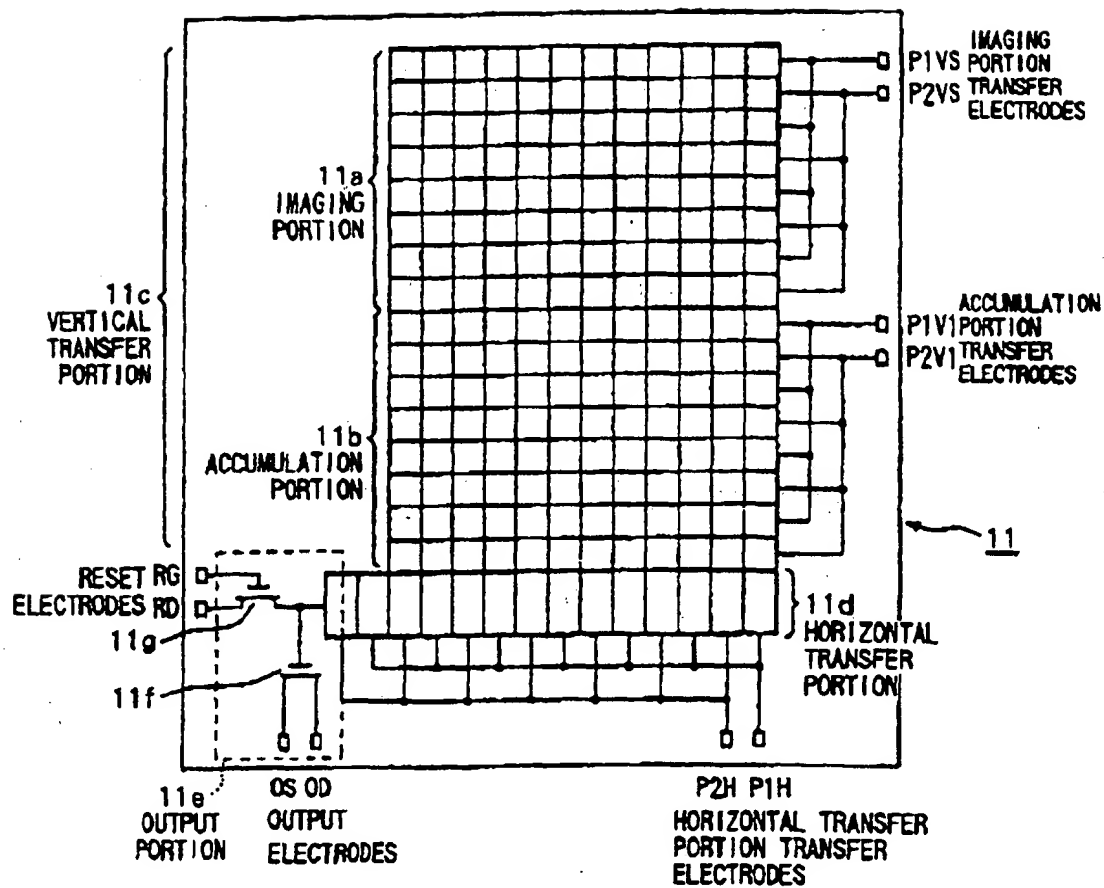 P1VS
P2VS
IMAGING
PORTION
TRANSFER
ELECTRODES
11a
IMAGING
PORTION
11c
VERTICAL
TRANSFER
PORTION
P1V1
P2V1
ACCUMULATION
PORTION
TRANSFER
ELECTRODES
11b
ACCUMULATION
PORTION
11
RESET RG
ELECTRODES RD
11g
11f
11d
HORIZONTAL
TRANSFER
PORTION
11e
OUTPUT
PORTION
OS OD
OUTPUT
ELECTRODES
P2H P1H
HORIZONTAL TRANSFER
PORTION TRANSFER
ELECTRODES